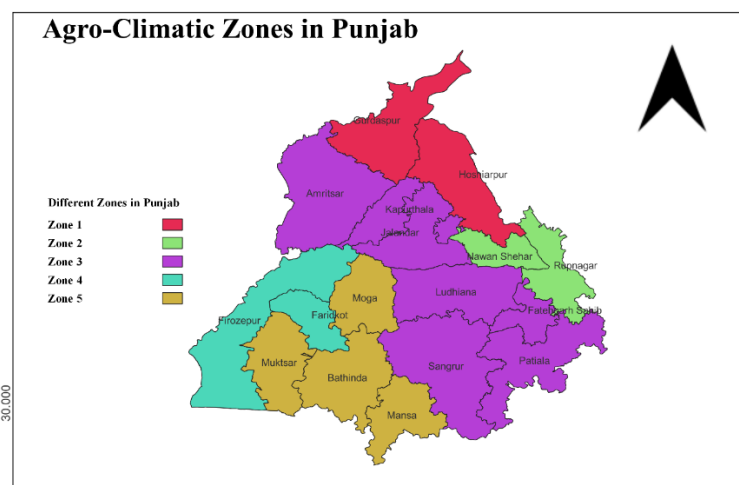 Agro-Climatic Zones in Punjab
Gurdaspur
Hoshiarpur
Amritsar
Kapurthala
Jalandar
Nawan Shehar
Rupnagar
Different Zones in Punjab
Zone 1
Zone 2
Zone 3
Zone 4
Zone 5
Ludhiana
Moga
Fatehgarh Sahib
Faridkot
Firozepur
Muktsar
Bathinda
Sangrur
Patiala
Mansa
30.000